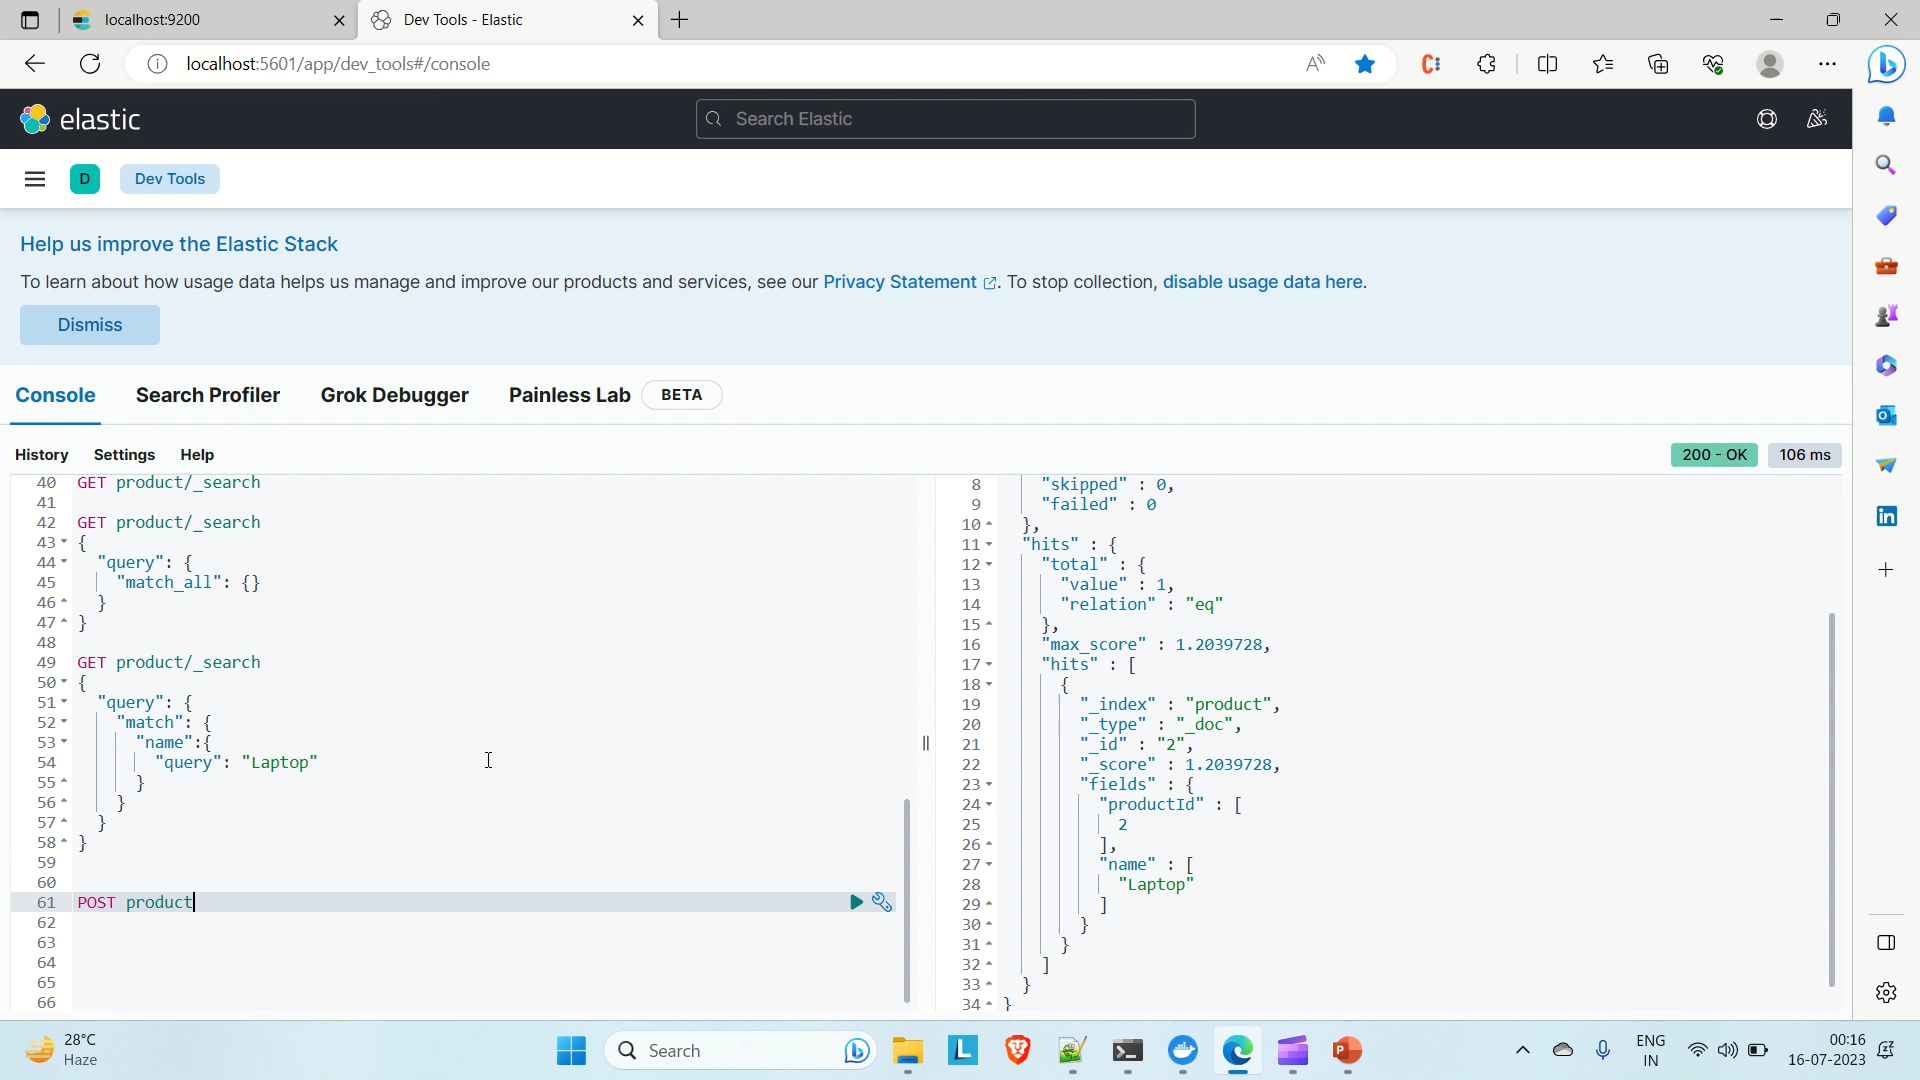 localhost:9200
Dev Tools - Elastic
localhost:5601/app/dev_tools#/console
elastic
Search Elastic
D
Dev Tools
Help us improve the Elastic Stack
To learn about how usage data helps us manage and improve our products and services, see our Privacy Statement. To stop collection, disable usage data here.
Dismiss
Console Search Profiler Grok Debugger Painless Lab BETA
History Settings Help
200 - OK 106 ms
40 GET product/_search
41
42 GET product/_search
43 {
44 "query": {
45 "match_all": {}
46 }
47 }
48
49 GET product/_search
50 {
51 "query": {
52 "match": {
53 "name":{
54 "query": "Laptop"
55 }
56 }
57 }
58 }
59
60
61 POST product
62
63
64
65
66
8 "skipped" : 0,
9 "failed" : 0
10 },
11 "hits" : {
12 "total" : {
13 "value" : 1,
14 "relation" : "eq"
15 },
16 "max_score" : 1.2039728,
17 "hits" : [
18 {
19 "_index" : "product",
20 "_type" : "_doc",
21 "_id" : "2",
22 "_score" : 1.2039728,
23 "fields" : {
24 "productId" : [
25 2
26 ],
27 "name" : [
28 "Laptop"
29 ]
30 }
31 }
32 ]
33 }
34 }
28°C
Haze
Search
ENG
IN
00:16
16-07-2023